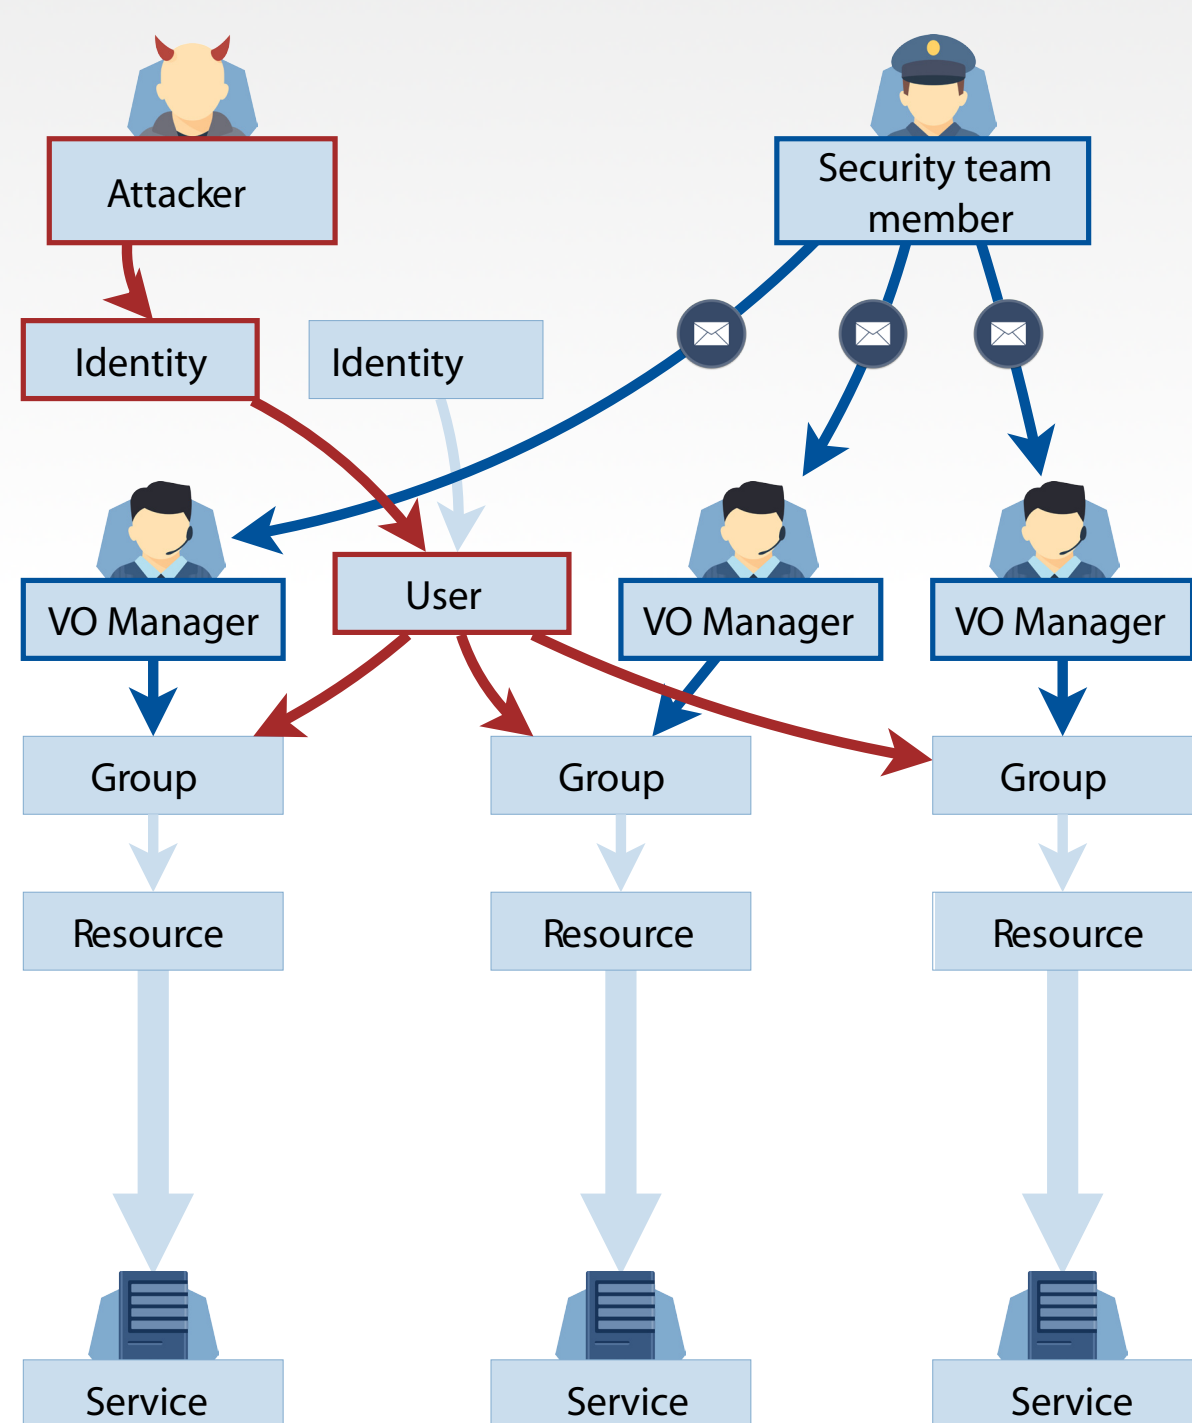 Attacker
Security team
member
Identity
Identity
VO Manager
User
VO Manager
VO Manager
Group
Group
Group
Resource
Resource
Resource
Service
Service
Service